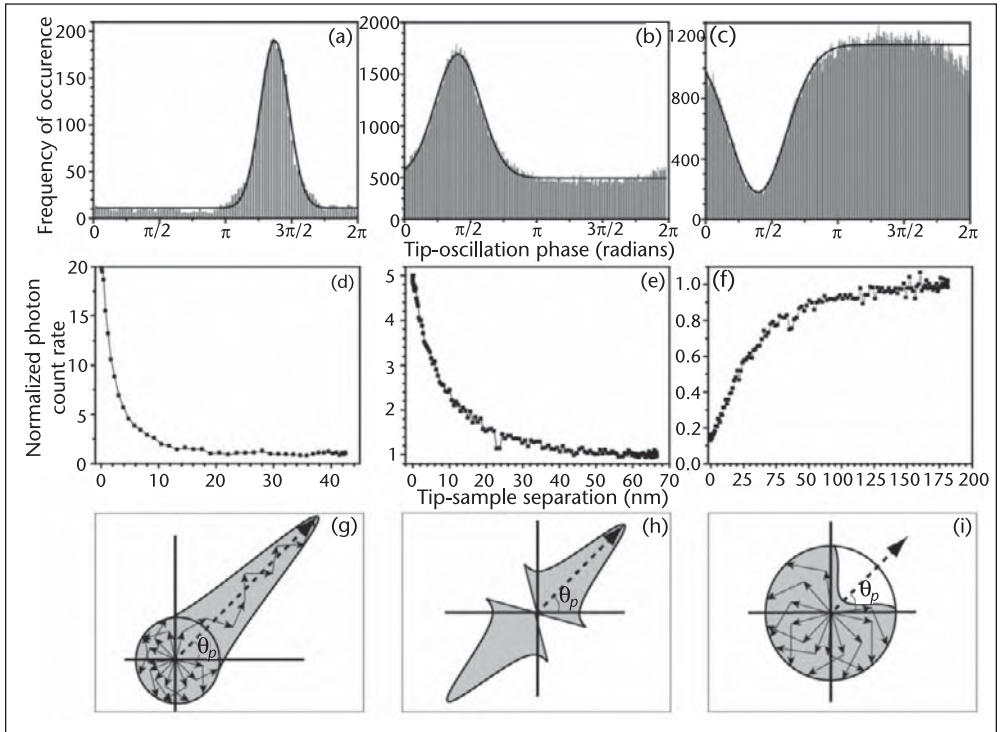 Frequency of occurence
200
150
100
50
0
(a)
0 π/2 π 3π/2 2π
2000
1500
1000
500
0
(b)
0 π/2 π 3π/2 2π
1200
800
400
0
(c)
0 π/2 π 3π/2 2π
Tip-oscillation phase (radians)
Normalized photon
count rate
20
15
10
5
0
(d)
0 10 20 30 40
5
4
3
2
1
(e)
0 10 20 30 40 50 60 70
1.0
0.8
0.6
0.4
0.2
0.0
(f)
0 25 75 50 100 125 150 175 200
Tip-sample separation (nm)
(g)
θp
(h)
θp
(i)
θp